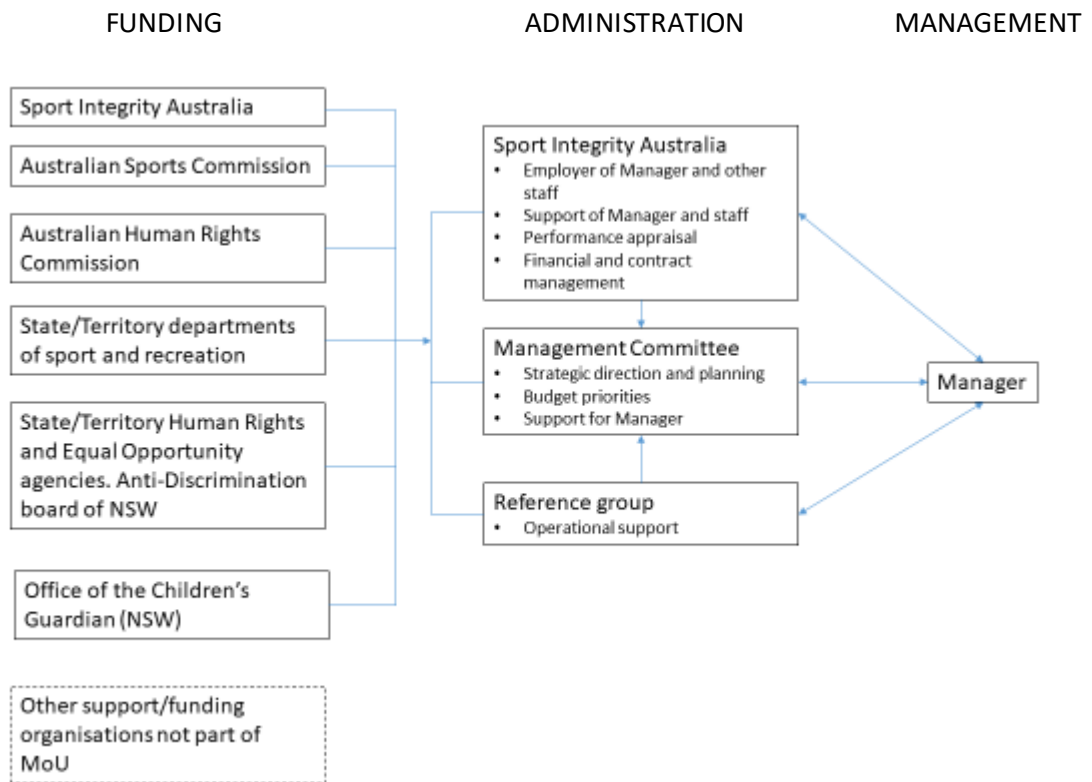 FUNDING
ADMINISTRATION
MANAGEMENT
Sport Integrity Australia
Australian Sports Commission
Australian Human Rights
Commission
State/Territory departments
of sport and recreation
State/Territory Human Rights
and Equal Opportunity
agencies. Anti-Discrimination
board of NSW
Office of the Children's
Guardian (NSW)
Other support/funding
organisations not part of
MoU
Sport Integrity Australia
• Employer of Manager and other
staff
• Support of Manager and staff
• Performance appraisal
• Financial and contract
management
Management Committee
• Strategic direction and planning
• Budget priorities
• Support for Manager
Reference group
• Operational support
Manager